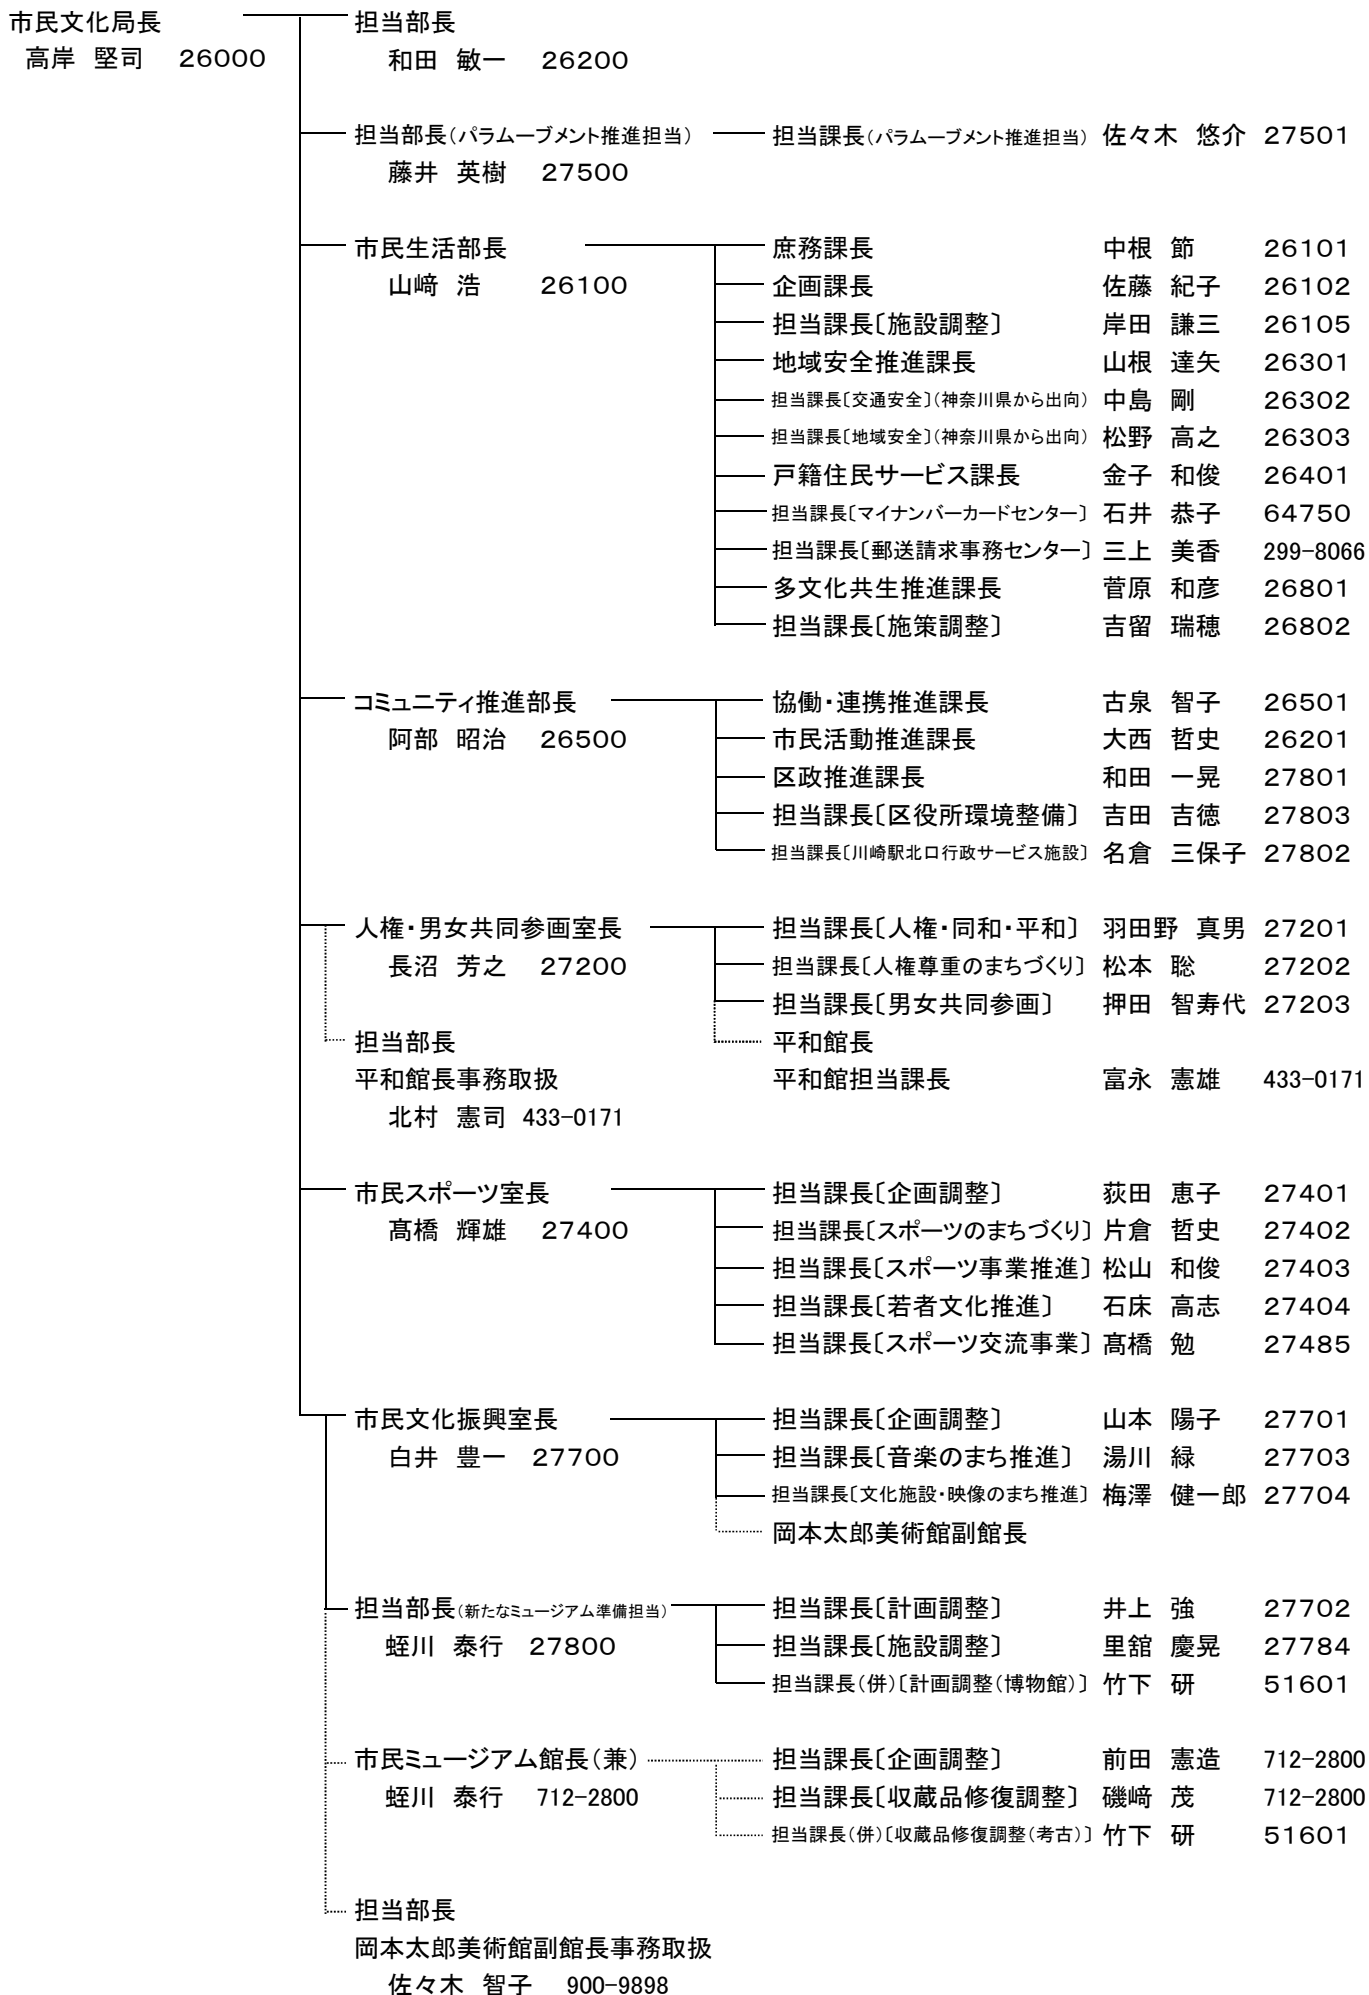 市民文化局長 担当部長
高岸 堅司 26000 和田 敏一 26200
担当部長(パラムーブメント推進担当) 担当課長(パラムーブメント推進担当) 佐々木 悠介 27501
藤井 英樹 27500
市民生活部長 庶務課長 中根 節 26101
山﨑 浩 26100 企画課長 佐藤 紀子 26102
担当課長〔施設調整〕 岸田 謙三 26105
地域安全推進課長 山根 達矢 26301
担当課長〔交通安全〕(神奈川県から出向) 中島 剛 26302
担当課長〔地域安全〕(神奈川県から出向) 松野 高之 26303
戸籍住民サービス課長 金子 和俊 26401
担当課長〔マイナンバーカードセンター〕 石井 恭子 64750
担当課長〔郵送請求事務センター〕 三上 美香 299-8066
多文化共生推進課長 菅原 和彦 26801
担当課長〔施策調整〕 吉留 瑞穂 26802
コミュニティ推進部長 協働・連携推進課長 古泉 智子 26501
阿部 昭治 26500 市民活動推進課長 大西 哲史 26201
区政推進課長 和田 一晃 27801
担当課長〔区役所環境整備〕 吉田 吉徳 27803
担当課長〔川崎駅北口行政サービス施設〕 名倉 三保子 27802
人権・男女共同参画室長 担当課長〔人権・同和・平和〕 羽田野 真男 27201
長沼 芳之 27200 担当課長〔人権尊重のまちづくり〕 松本 聡 27202
担当課長〔男女共同参画〕 押田 智寿代 27203
担当部長 平和館長
平和館長事務取扱 平和館担当課長 富永 憲雄 433-0171
北村 憲司 433-0171
市民スポーツ室長 担当課長〔企画調整〕 荻田 恵子 27401
髙橋 輝雄 27400 担当課長〔スポーツのまちづくり〕 片倉 哲史 27402
担当課長〔スポーツ事業推進〕 松山 和俊 27403
担当課長〔若者文化推進〕 石床 高志 27404
担当課長〔スポーツ交流事業〕 髙橋 勉 27485
市民文化振興室長 担当課長〔企画調整〕 山本 陽子 27701
白井 豊一 27700 担当課長〔音楽のまち推進〕 湯川 緑 27703
担当課長〔文化施設・映像のまち推進〕 梅澤 健一郎 27704
岡本太郎美術館副館長
担当部長(新たなミュージアム準備担当) 担当課長〔計画調整〕 井上 強 27702
蛭川 泰行 27800 担当課長〔施設調整〕 里舘 慶晃 27784
担当課長(併)〔計画調整(博物館)〕 竹下 研 51601
市民ミュージアム館長(兼) 担当課長〔企画調整〕 前田 憲造 712-2800
蛭川 泰行 712-2800 担当課長〔収蔵品修復調整〕 磯﨑 茂 712-2800
担当課長(併)〔収蔵品修復調整(考古)〕 竹下 研 51601
担当部長
岡本太郎美術館副館長事務取扱
佐々木 智子 900-9898